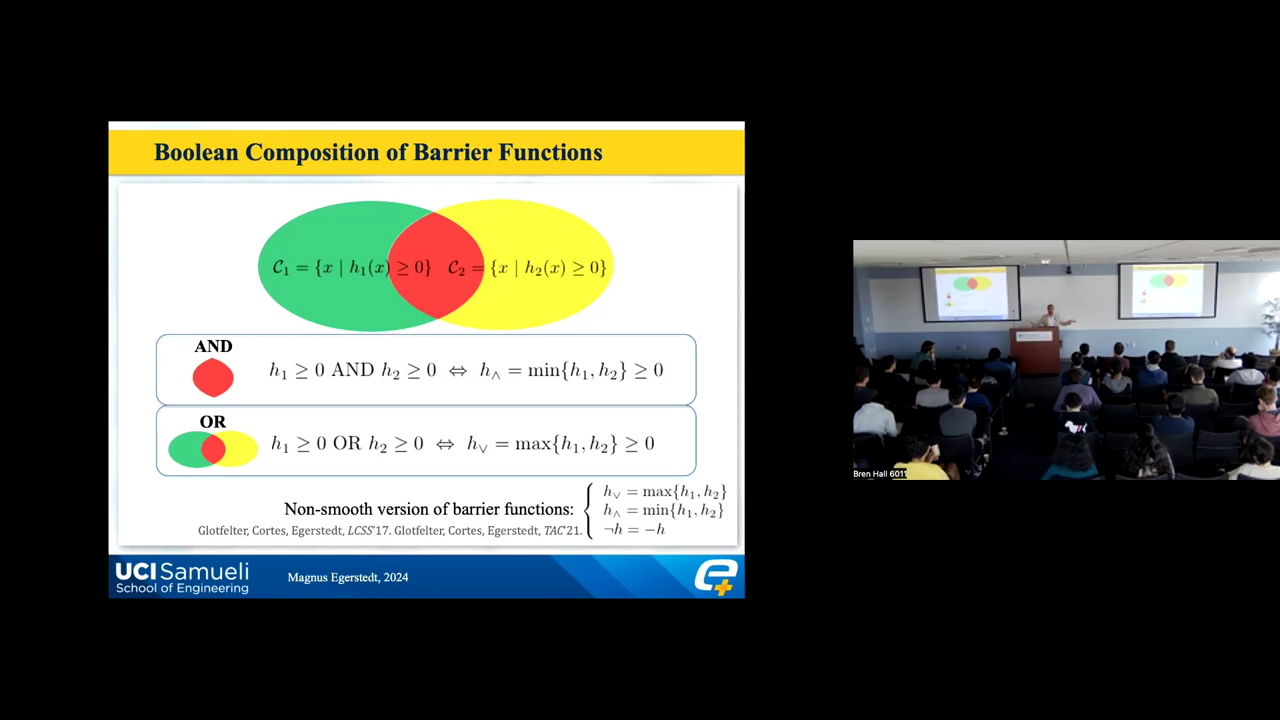 Boolean Composition of Barrier Functions
𝒞₁ = {x | h₁(x) ≥ 0} 𝒞₂ = {x | h₂(x) ≥ 0}
AND
h₁ ≥ 0 AND h₂ ≥ 0 ⇔ h∧ = min{h₁, h₂} ≥ 0
OR
h₁ ≥ 0 OR h₂ ≥ 0 ⇔ h∨ = max{h₁, h₂} ≥ 0
Non-smooth version of barrier functions:
h∨ = max{h₁, h₂}
h∧ = min{h₁, h₂}
¬h = −h
Glotfelter, Cortes, Egerstedt, LCSS'17. Glotfelter, Cortes, Egerstedt, TAC'21.
UCI Samueli
School of Engineering
Magnus Egerstedt, 2024
Bren Hall 6011